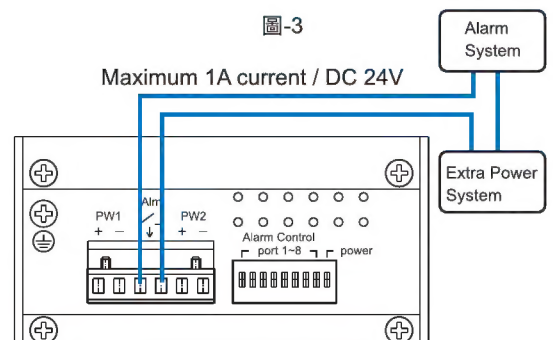 圖-3
Alarm
System
Maximum 1A current / DC 24V
Extra Power
System
Alm
PW1
PW2
+ −
+ −
Alarm Control
port 1~8
power